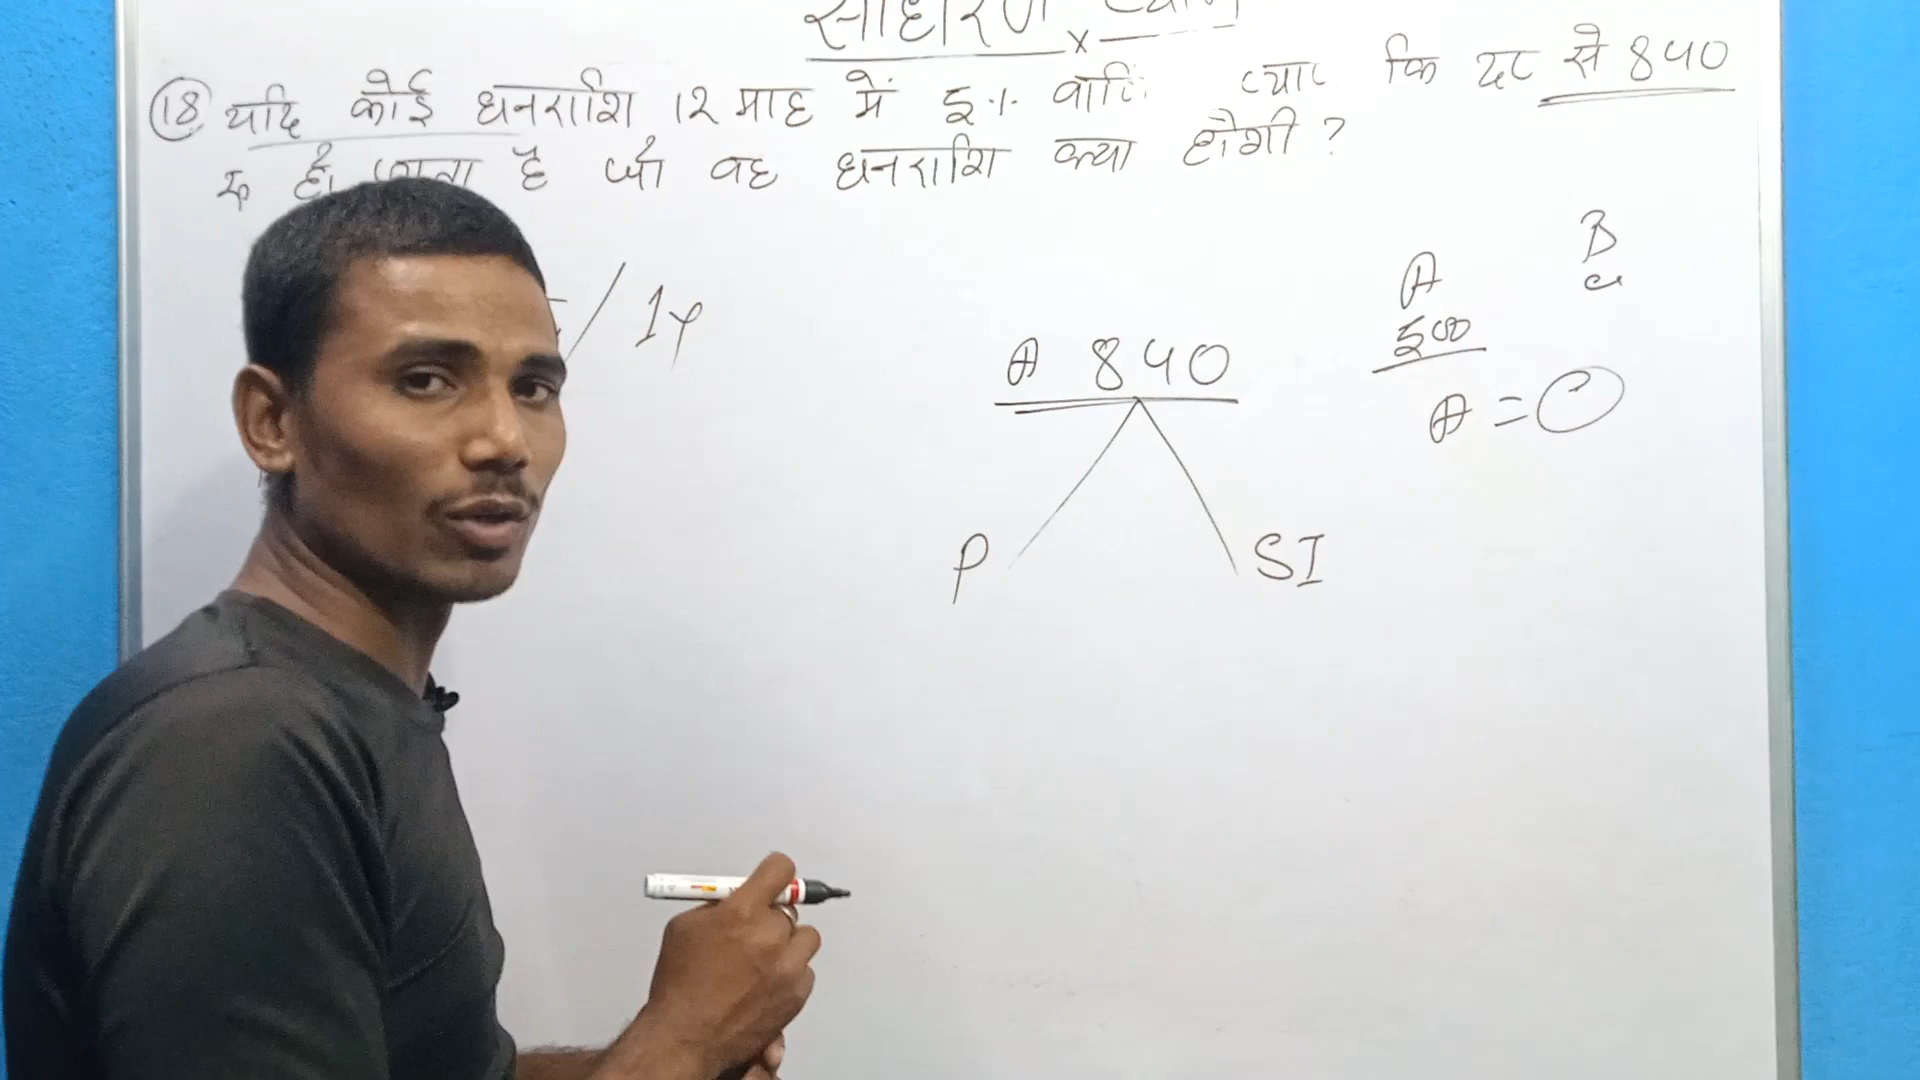 साधारण ब्याज
(18) यदि कोई धनराशि 12 माह में 5% वार्षि ब्याज कि दर से 840
रु हो जाता है तो वह धनराशि क्या होगी ?
/ 1y
A 840
P SI
A B
500
A =